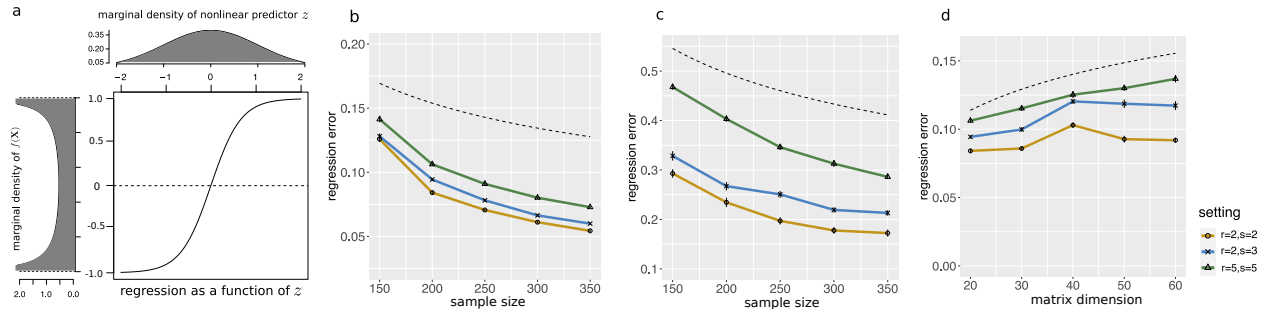 a
marginal density of nonlinear predictor z
0.35
0.20
0.05
−2 −1 0 1 2
marginal density of f(X)
1.0
0.5
0
-0.5
-1.0
2.0 1.0 0.0
regression as a function of z
b
regression error
0.20
0.15
0.10
0.05
150 200 250 300 350
sample size
c
regression error
0.5
0.4
0.3
0.2
0.1
150 200 250 300 350
sample size
d
regression error
0.15
0.10
0.05
0.00
20 30 40 50 60
matrix dimension
setting
r=2,s=2
r=2,s=3
r=5,s=5